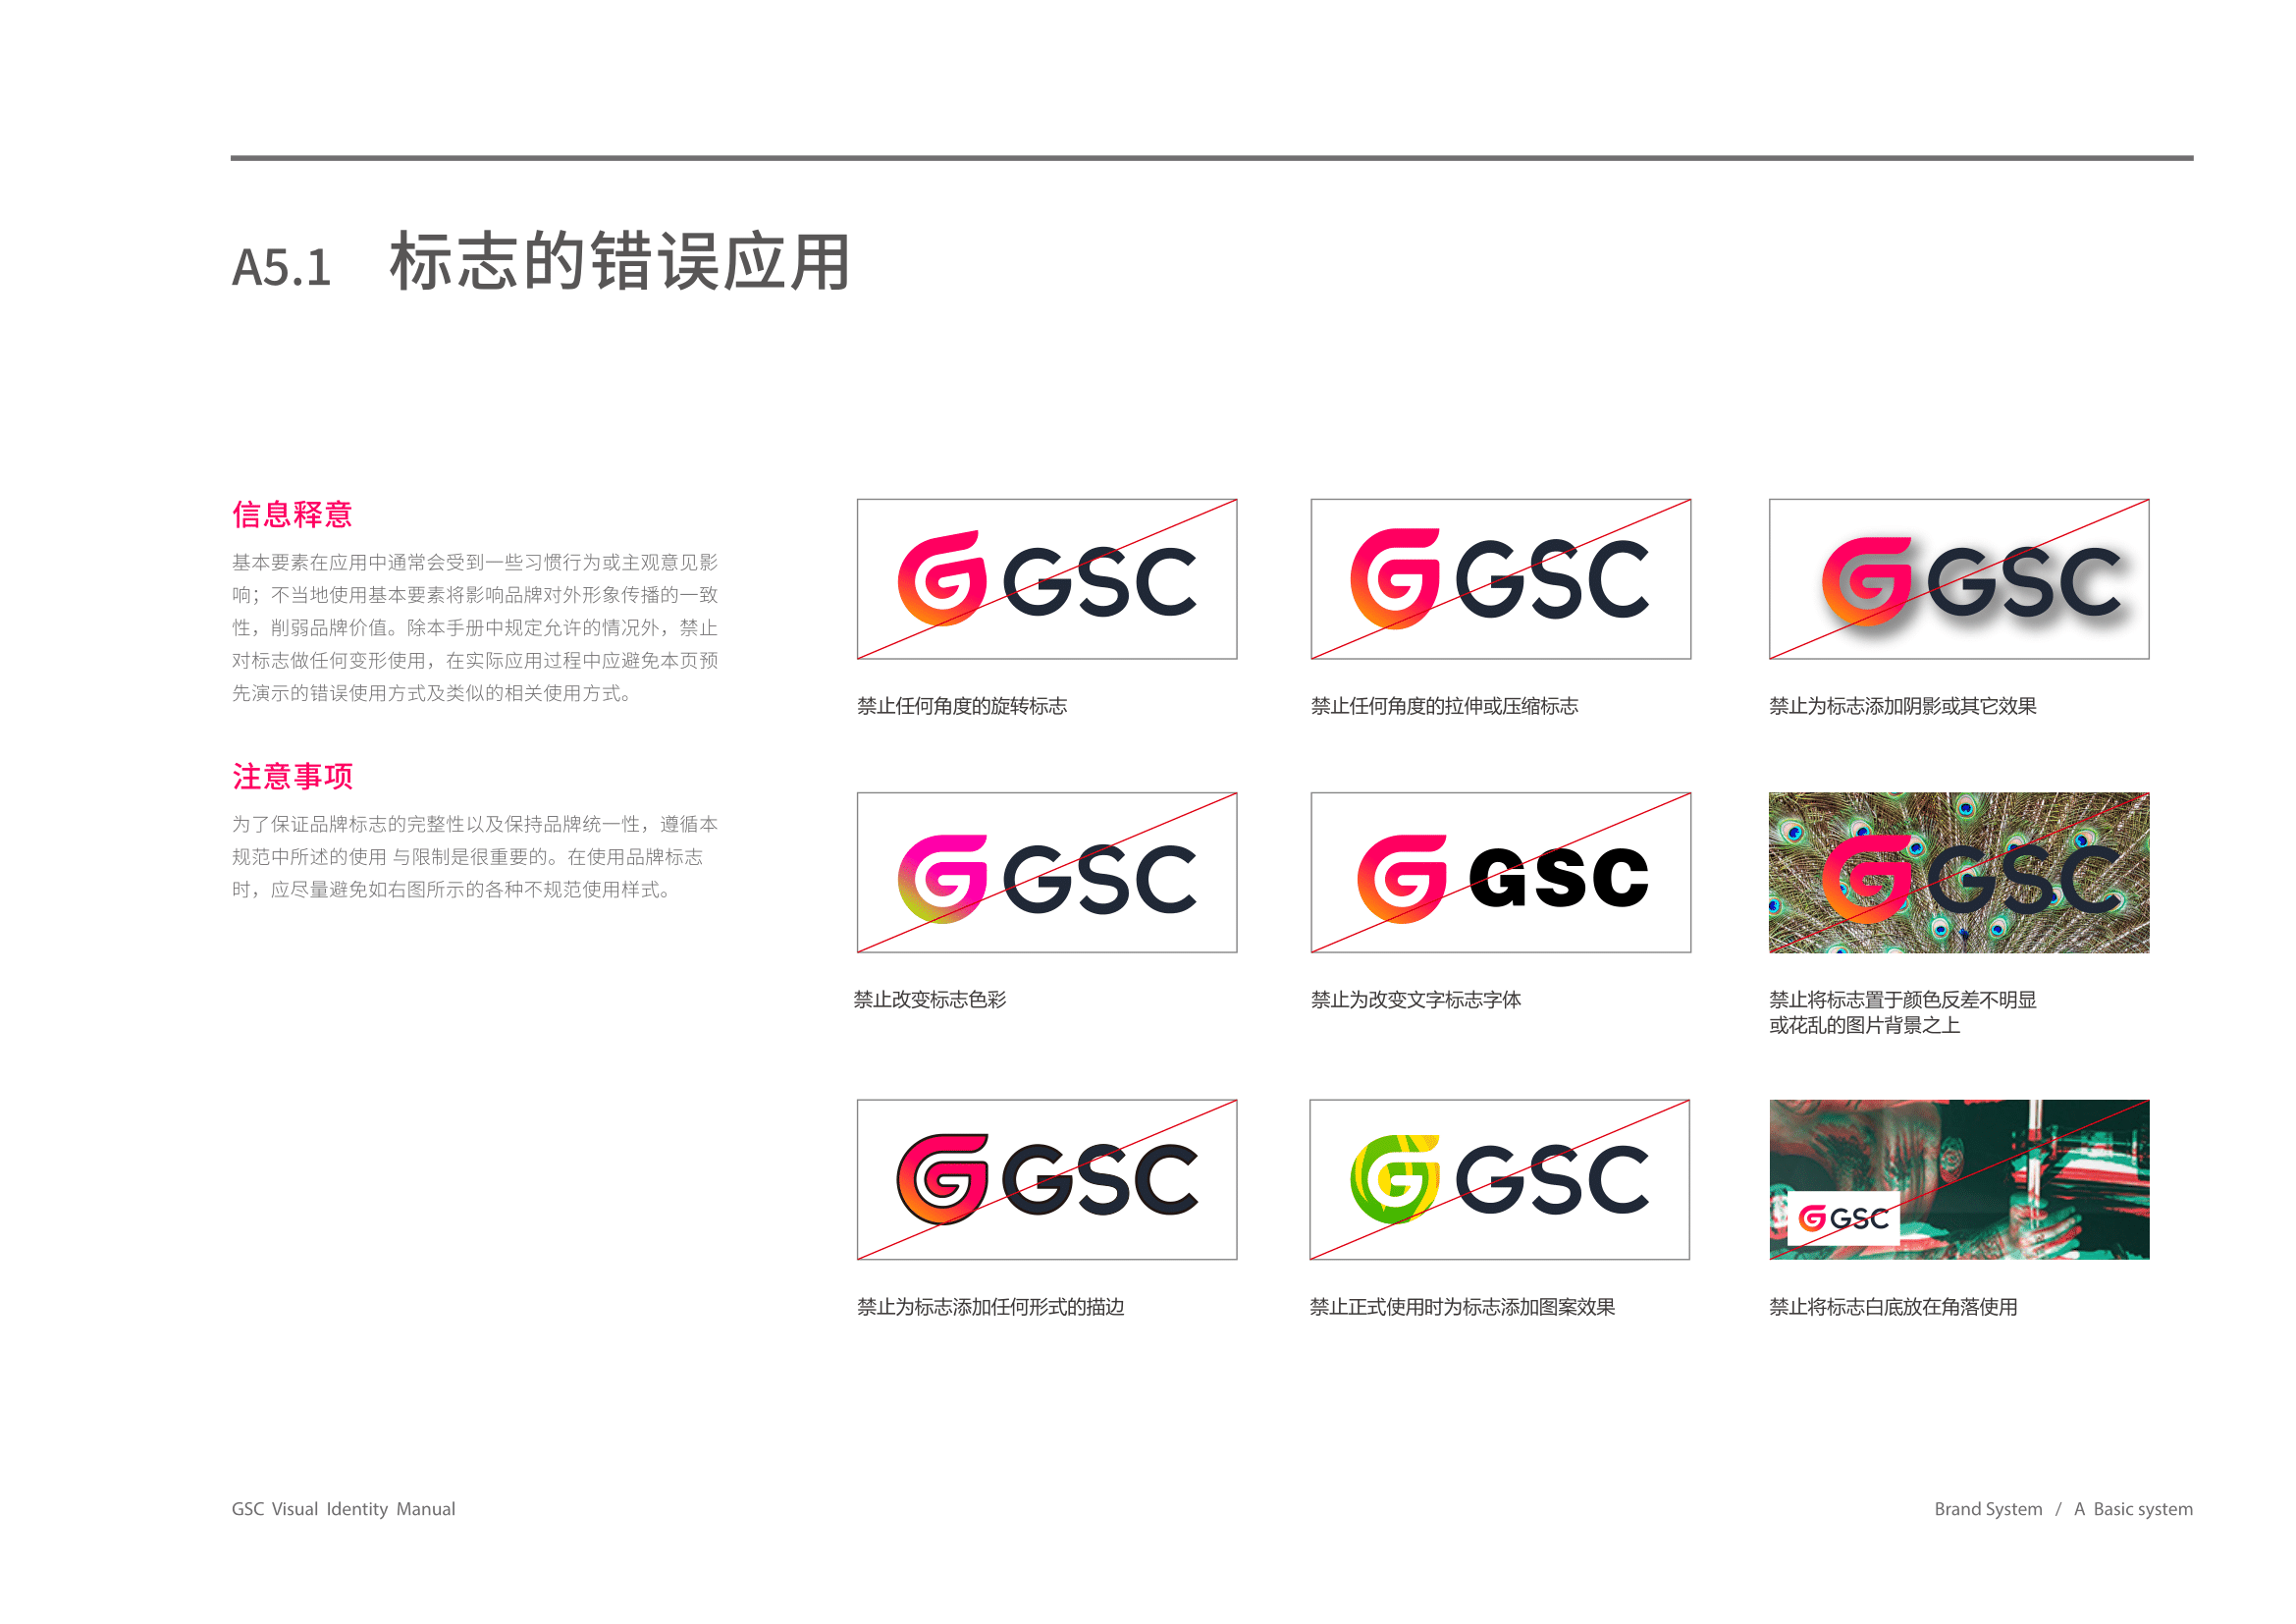 A5.1 标志的错误应用
信息释意
基本要素在应用中通常会受到一些习惯行为或主观意见影
响；不当地使用基本要素将影响品牌对外形象传播的一致
性，削弱品牌价值。除本手册中规定允许的情况外，禁止
对标志做任何变形使用，在实际应用过程中应避免本页预
先演示的错误使用方式及类似的相关使用方式。
注意事项
为了保证品牌标志的完整性以及保持品牌统一性，遵循本
规范中所述的使用 与限制是很重要的。在使用品牌标志
时，应尽量避免如右图所示的各种不规范使用样式。
GSC
GSC
GSC
禁止任何角度的旋转标志
禁止任何角度的拉伸或压缩标志
禁止为标志添加阴影或其它效果
GSC
GSC
GSC
禁止改变标志色彩
禁止为改变文字标志字体
禁止将标志置于颜色反差不明显
或花乱的图片背景之上
GSC
GSC
GSC
禁止为标志添加任何形式的描边
禁止正式使用时为标志添加图案效果
禁止将标志白底放在角落使用
GSC Visual Identity Manual
Brand System / A Basic system